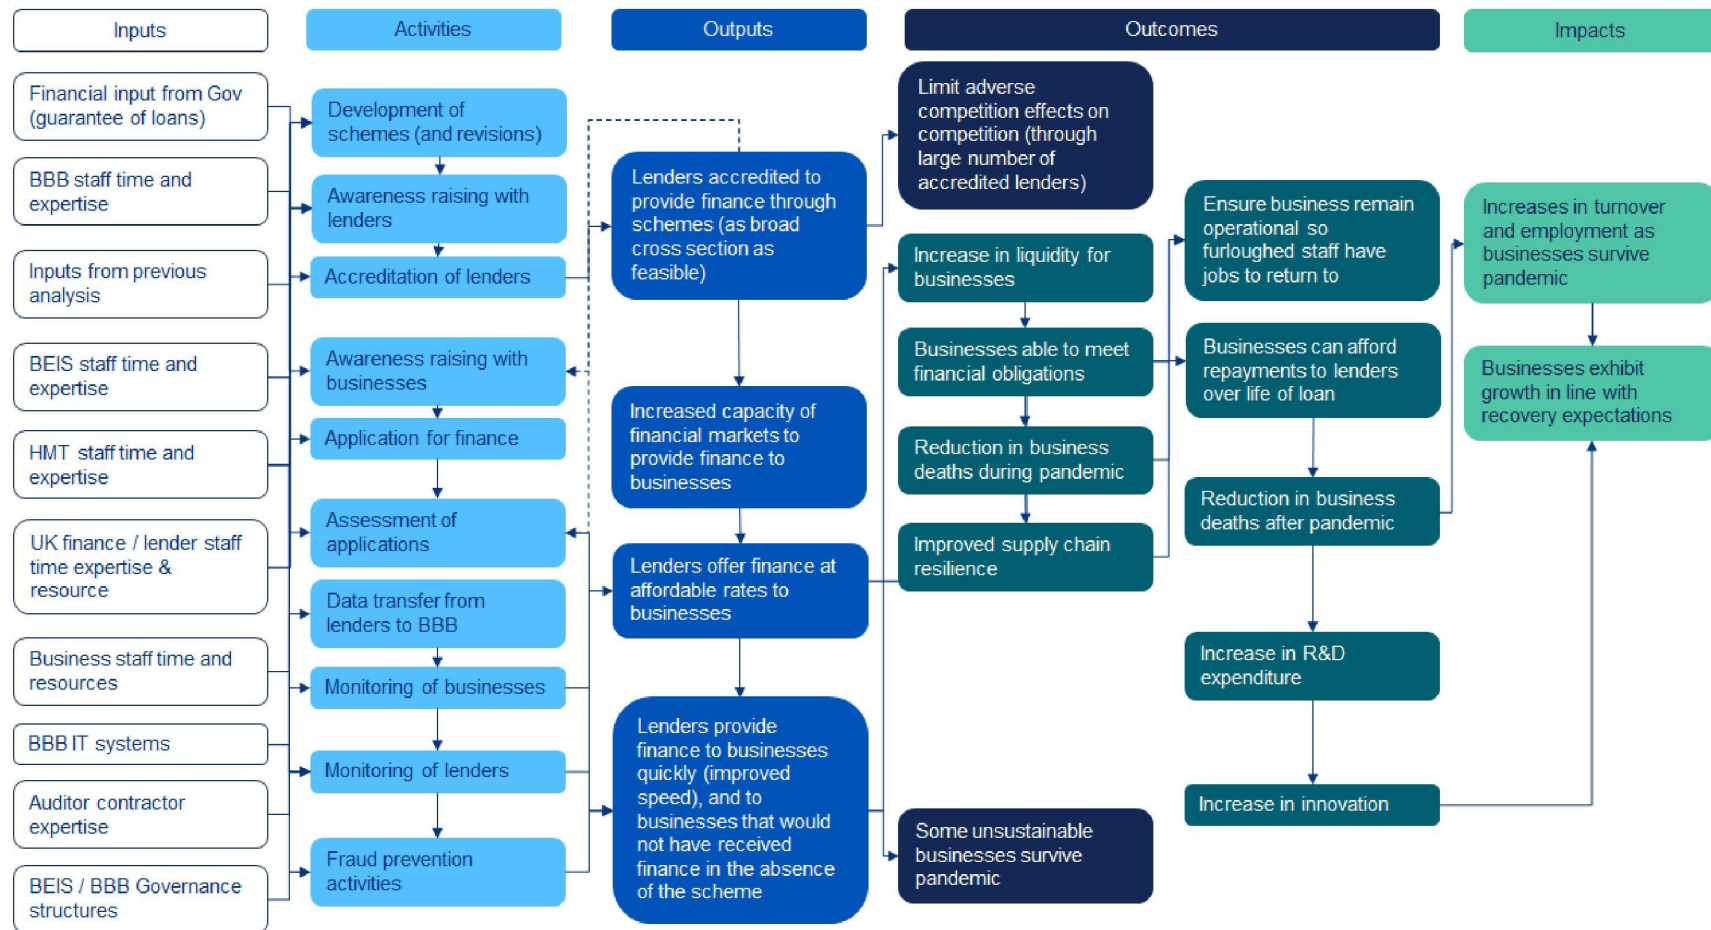 Inputs
Activities
Outputs
Outcomes
Impacts
Financial input from Gov
(guarantee of loans)
BBB staff time and
expertise
Inputs from previous
analysis
BEIS staff time and
expertise
HMT staff time and
expertise
UK finance / lender staff
time expertise &
resource
Business staff time and
resources
BBB IT systems
Auditor contractor
expertise
BEIS / BBB Governance
structures
Development of
schemes (and revisions)
Awareness raising with
lenders
Accreditation of lenders
Awareness raising with
businesses
Application for finance
Assessment of
applications
Data transfer from
lenders to BBB
Monitoring of businesses
Monitoring of lenders
Fraud prevention
activities
Lenders accredited to
provide finance through
schemes (as broad
cross section as
feasible)
Increased capacity of
financial markets to
provide finance to
businesses
Lenders offer finance at
affordable rates to
businesses
Lenders provide
finance to businesses
quickly (improved
speed), and to
businesses that would
not have received
finance in the absence
of the scheme
Limit adverse
competition effects on
competition (through
large number of
accredited lenders)
Increase in liquidity for
businesses
Businesses able to meet
financial obligations
Reduction in business
deaths during pandemic
Improved supply chain
resilience
Some unsustainable
businesses survive
pandemic
Ensure business remain
operational so
furloughed staff have
jobs to return to
Businesses can afford
repayments to lenders
over life of loan
Reduction in business
deaths after pandemic
Increase in R&D
expenditure
Increase in innovation
Increases in turnover
and employment as
businesses survive
pandemic
Businesses exhibit
growth in line with
recovery expectations